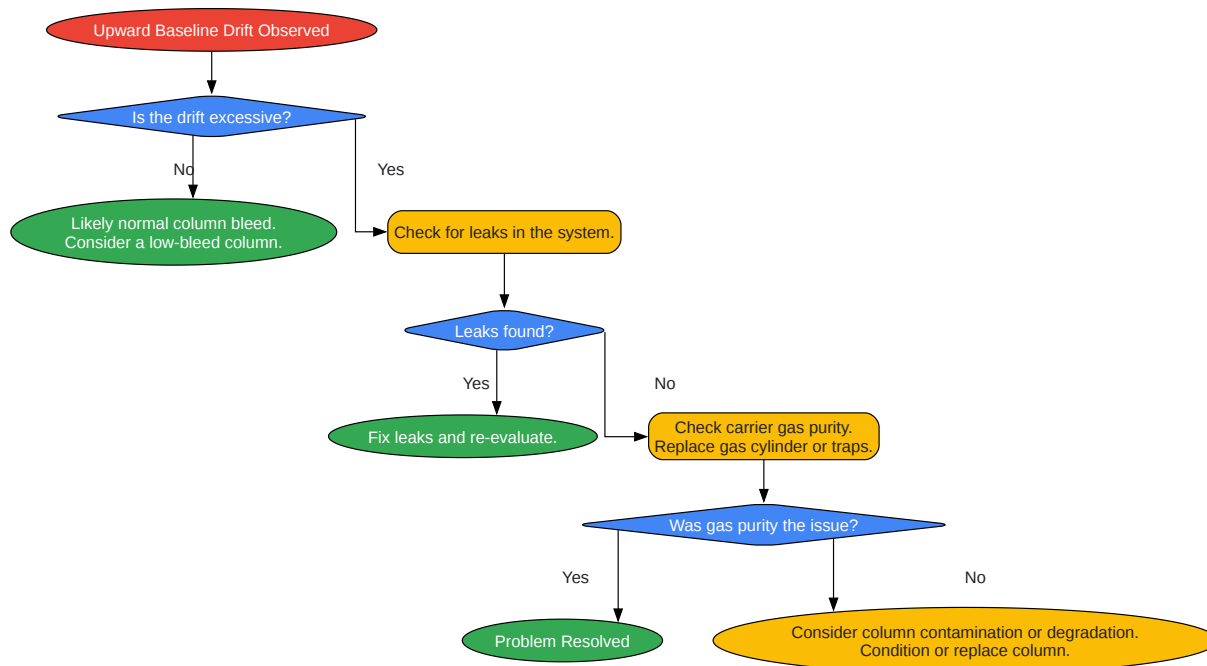 Upward Baseline Drift Observed
Is the drift excessive?
No
Yes
Likely normal column bleed.
Consider a low-bleed column.
Check for leaks in the system.
Leaks found?
Yes
No
Fix leaks and re-evaluate.
Check carrier gas purity.
Replace gas cylinder or traps.
Was gas purity the issue?
Yes
No
Problem Resolved
Consider column contamination or degradation.
Condition or replace column.